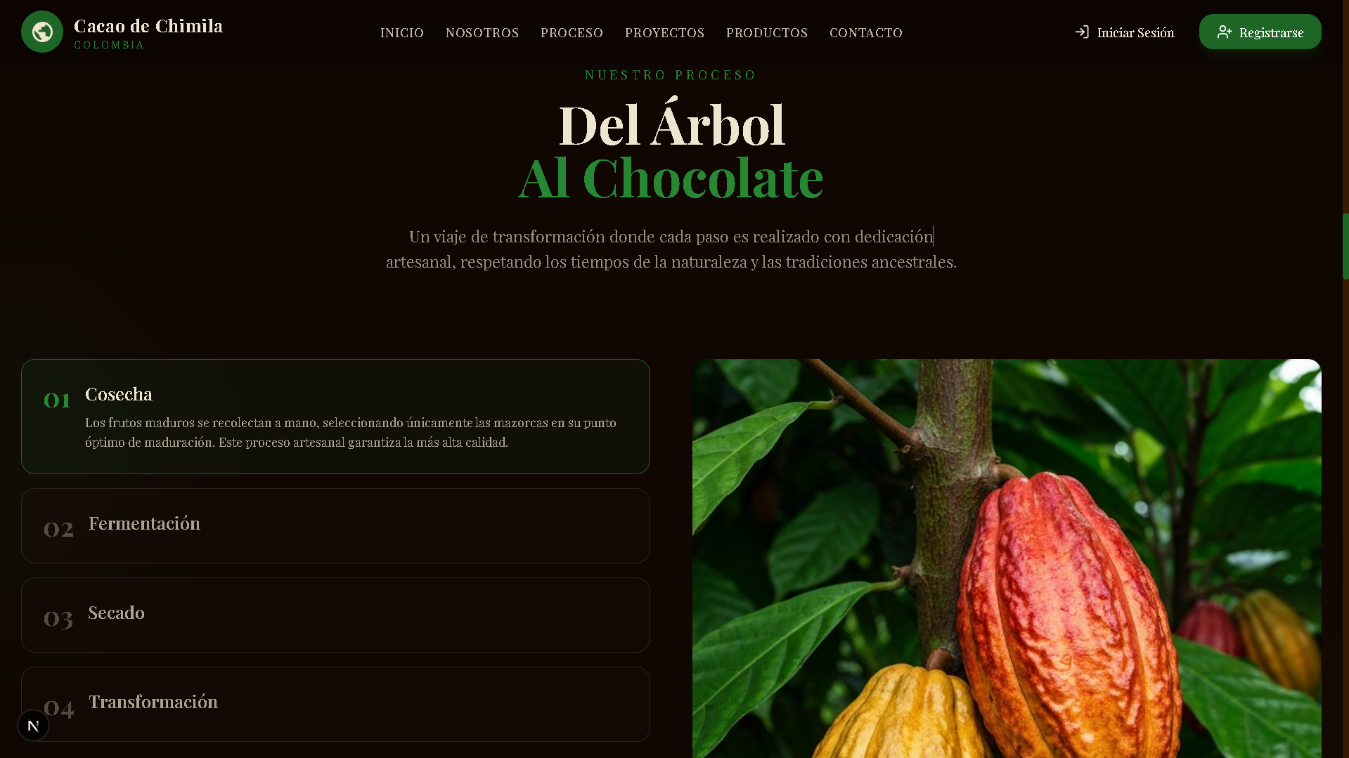 Cacao de Chimila
COLOMBIA
INICIO
NOSOTROS
PROCESO
PROYECTOS
PRODUCTOS
CONTACTO
Iniciar Sesión
Registrarse
NUESTRO PROCESO
Del Árbol
Al Chocolate
Un viaje de transformación donde cada paso es realizado con dedicación
artesanal, respetando los tiempos de la naturaleza y las tradiciones ancestrales.
01
Cosecha
Los frutos maduros se recolectan a mano, seleccionando únicamente las mazorcas en su punto
óptimo de maduración. Este proceso artesanal garantiza la más alta calidad.
02
Fermentación
03
Secado
04
Transformación
N